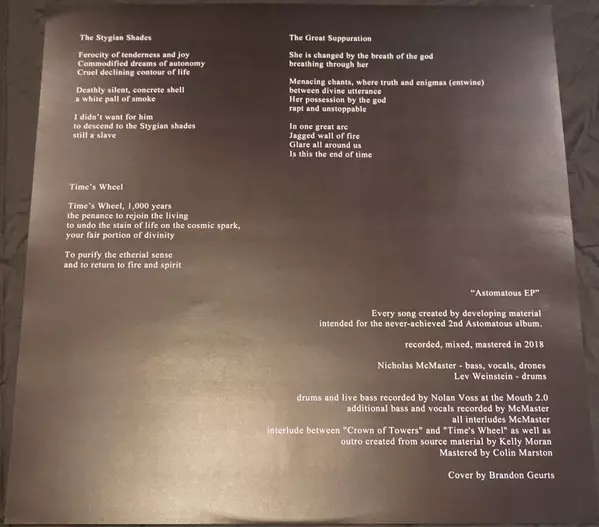 The Stygian Shades
Ferocity of tenderness and joy
Commodified dreams of autonomy
Cruel declining contour of life
Deathly silent, concrete shell
a white pall of smoke
I didn't want for him
to descend to the Stygian shades
still a slave
The Great Suppuration
She is changed by the breath of the god
breathing through her
Menacing chants, where truth and enigmas (entwine)
between divine utterance
Her possession by the god
rapt and unstoppable
In one great arc
Jagged wall of fire
Glare all around us
Is this the end of time
Time's Wheel
Time's Wheel, 1,000 years
the penance to rejoin the living
to undo the stain of life on the cosmic spark,
your fair portion of divinity
To purify the etherial sense
and to return to fire and spirit
"Astomatous EP"
Every song created by developing material
intended for the never-achieved 2nd Astomatous album.
recorded, mixed, mastered in 2018
Nicholas McMaster - bass, vocals, drones
Lev Weinstein - drums
drums and live bass recorded by Nolan Voss at the Mouth 2.0
additional bass and vocals recorded by McMaster
all interludes McMaster
interlude between "Crown of Towers" and "Time's Wheel" as well as
outro created from source material by Kelly Moran
Mastered by Colin Marston
Cover by Brandon Geurts